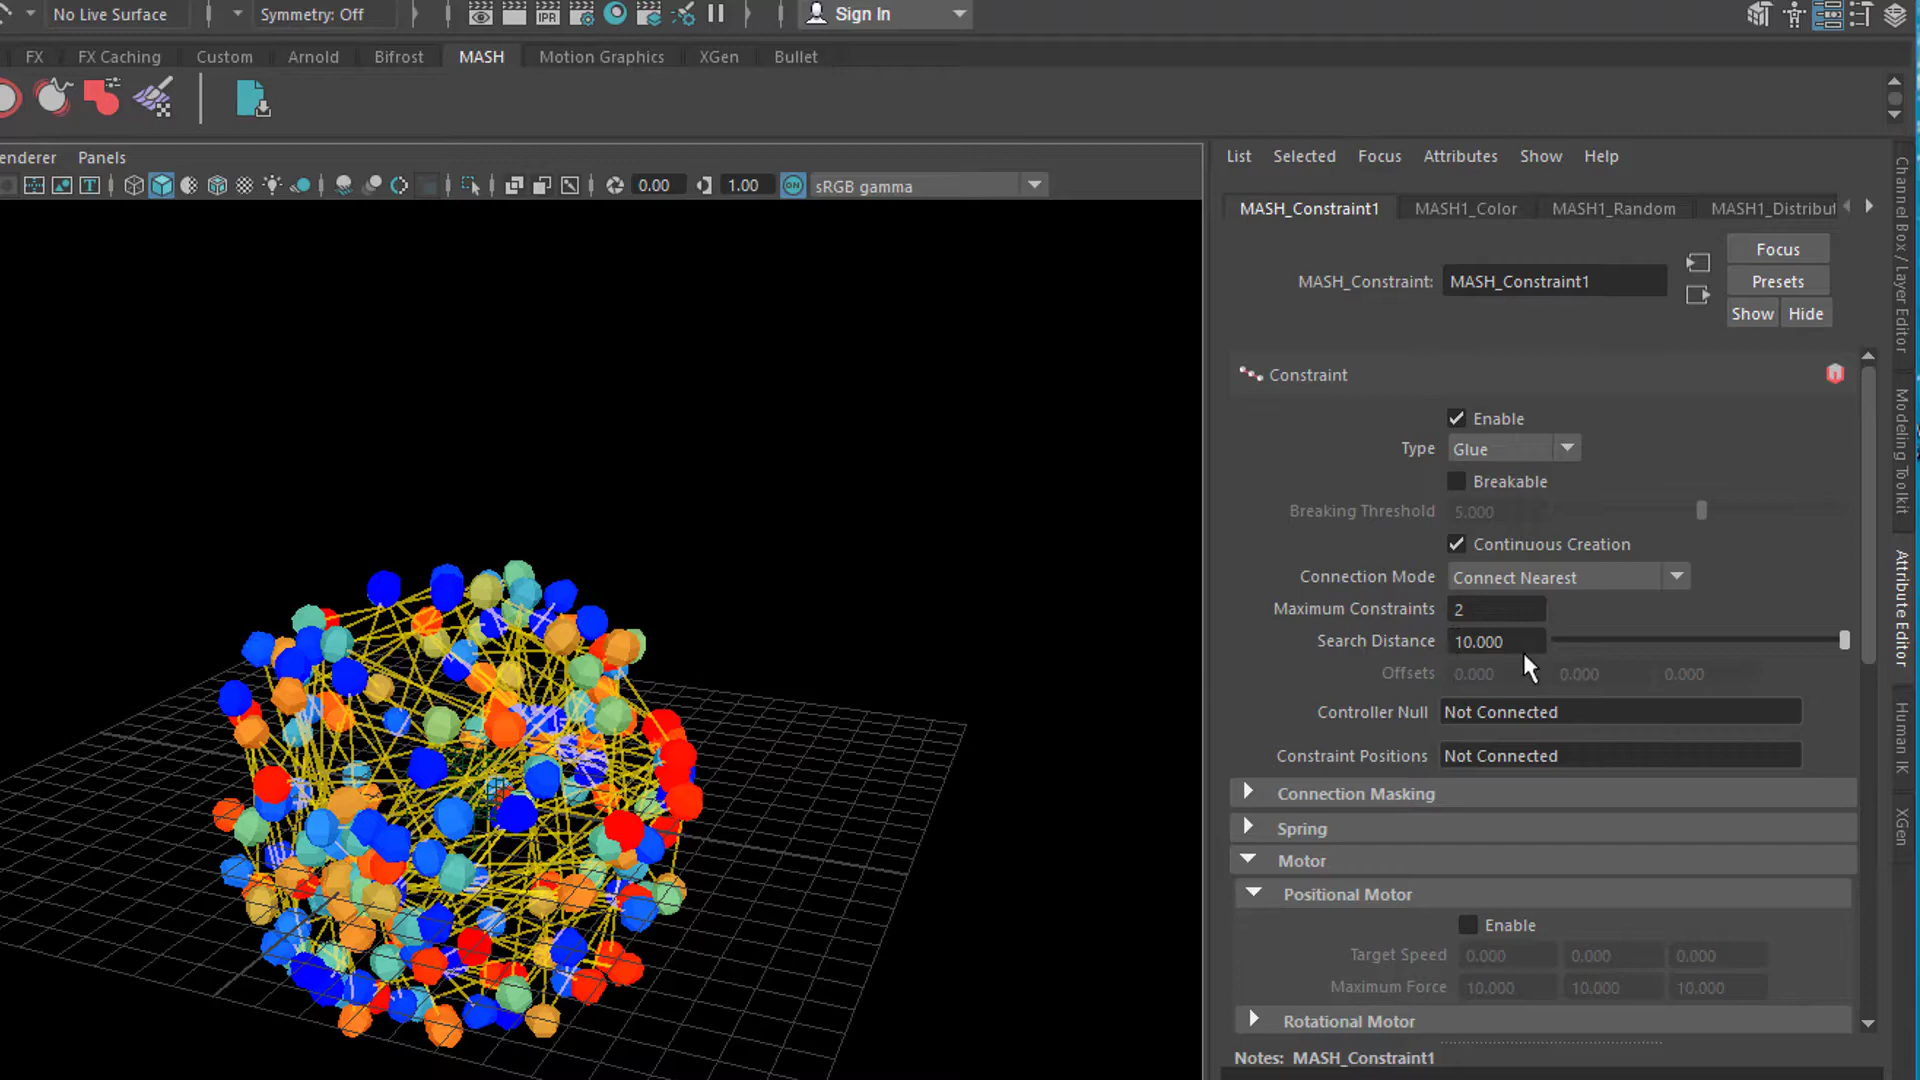 No Live Surface
Symmetry: Off
IPR
Sign In
FX
FX Caching
Custom
Arnold
Bifrost
MASH
Motion Graphics
XGen
Bullet
enderer
Panels
T
0.00
1.00
ON
sRGB gamma
List
Selected
Focus
Attributes
Show
Help
MASH_Constraint1
MASH1_Color
MASH1_Random
MASH1_Distribut
MASH_Constraint:
MASH_Constraint1
Focus
Presets
Show
Hide
Constraint
Enable
Type
Glue
Breakable
Breaking Threshold
5.000
Continuous Creation
Connection Mode
Connect Nearest
Maximum Constraints
2
Search Distance
10.000
Offsets
0.000
0.000
0.000
Controller Null
Not Connected
Constraint Positions
Not Connected
Connection Masking
Spring
Motor
Positional Motor
Enable
Target Speed
0.000
0.000
0.000
Maximum Force
10.000
10.000
10.000
Rotational Motor
Notes: MASH_Constraint1
Channel Box / Layer Editor
Modeling Toolkit
Attribute Editor
Human IK
XGen